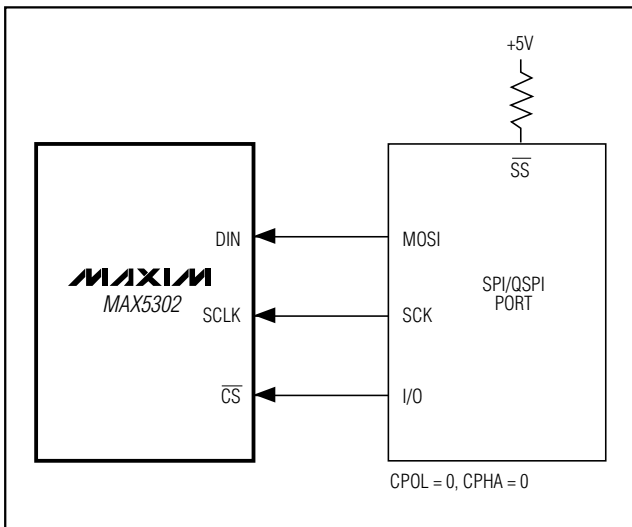 +5V
SS
DIN
MOSI
MAXIM
MAX5302
SPI/QSPI
PORT
SCLK
SCK
CS
I/O
CPOL = 0, CPHA = 0